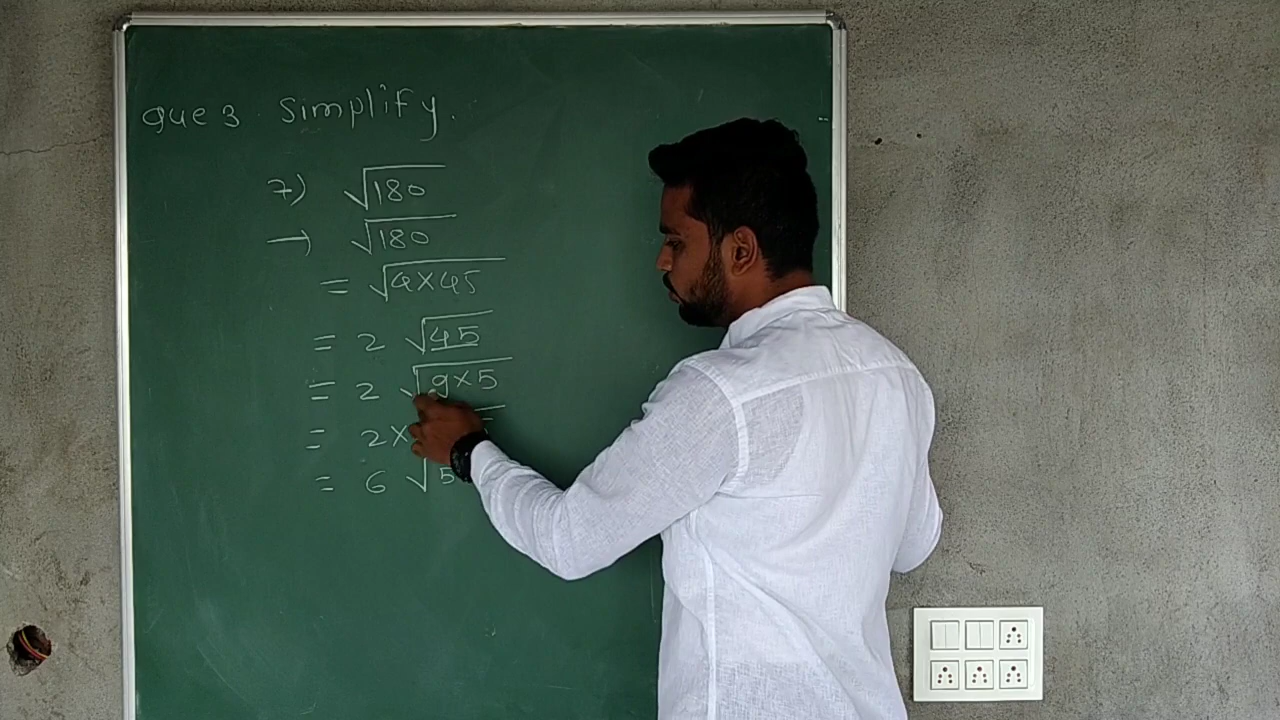 que 3. Simplify.
7) √180
→ √180
= √4×45
= 2 √45
= 2 √9×5
= 2×
= 6 √5